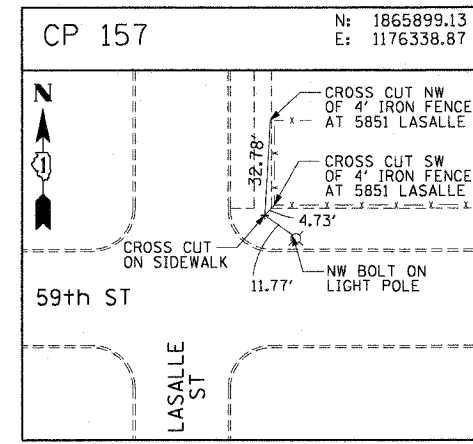 CP 157
N: 1865899.13
E: 1176338.87
N
1
CROSS CUT NW
OF 4' IRON FENCE
AT 5851 LASALLE
32.78'
CROSS CUT SW
OF 4' IRON FENCE
AT 5851 LASALLE
4.73'
CROSS CUT
ON SIDEWALK
11.77'
NW BOLT ON
LIGHT POLE
59th ST
LASALLE
ST